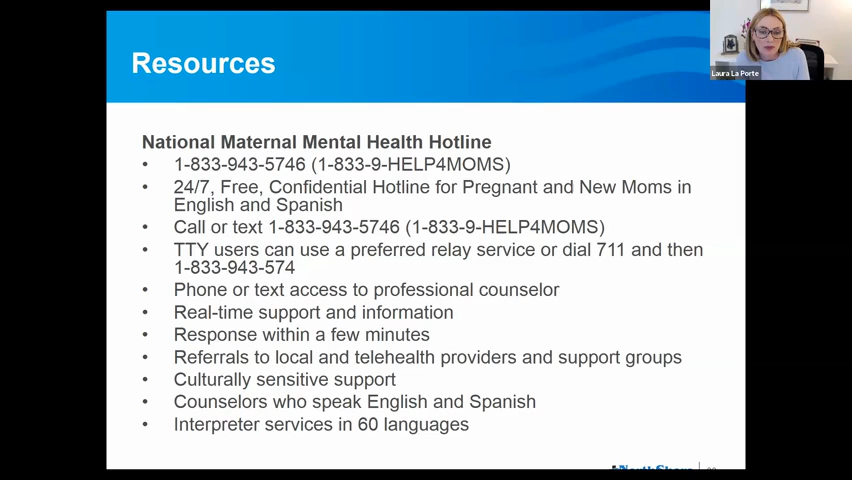 Resources
Laura La Porte
National Maternal Mental Health Hotline
• 1-833-943-5746 (1-833-9-HELP4MOMS)
• 24/7, Free, Confidential Hotline for Pregnant and New Moms in
English and Spanish
• Call or text 1-833-943-5746 (1-833-9-HELP4MOMS)
• TTY users can use a preferred relay service or dial 711 and then
1-833-943-574
• Phone or text access to professional counselor
• Real-time support and information
• Response within a few minutes
• Referrals to local and telehealth providers and support groups
• Culturally sensitive support
• Counselors who speak English and Spanish
• Interpreter services in 60 languages
NorthShore